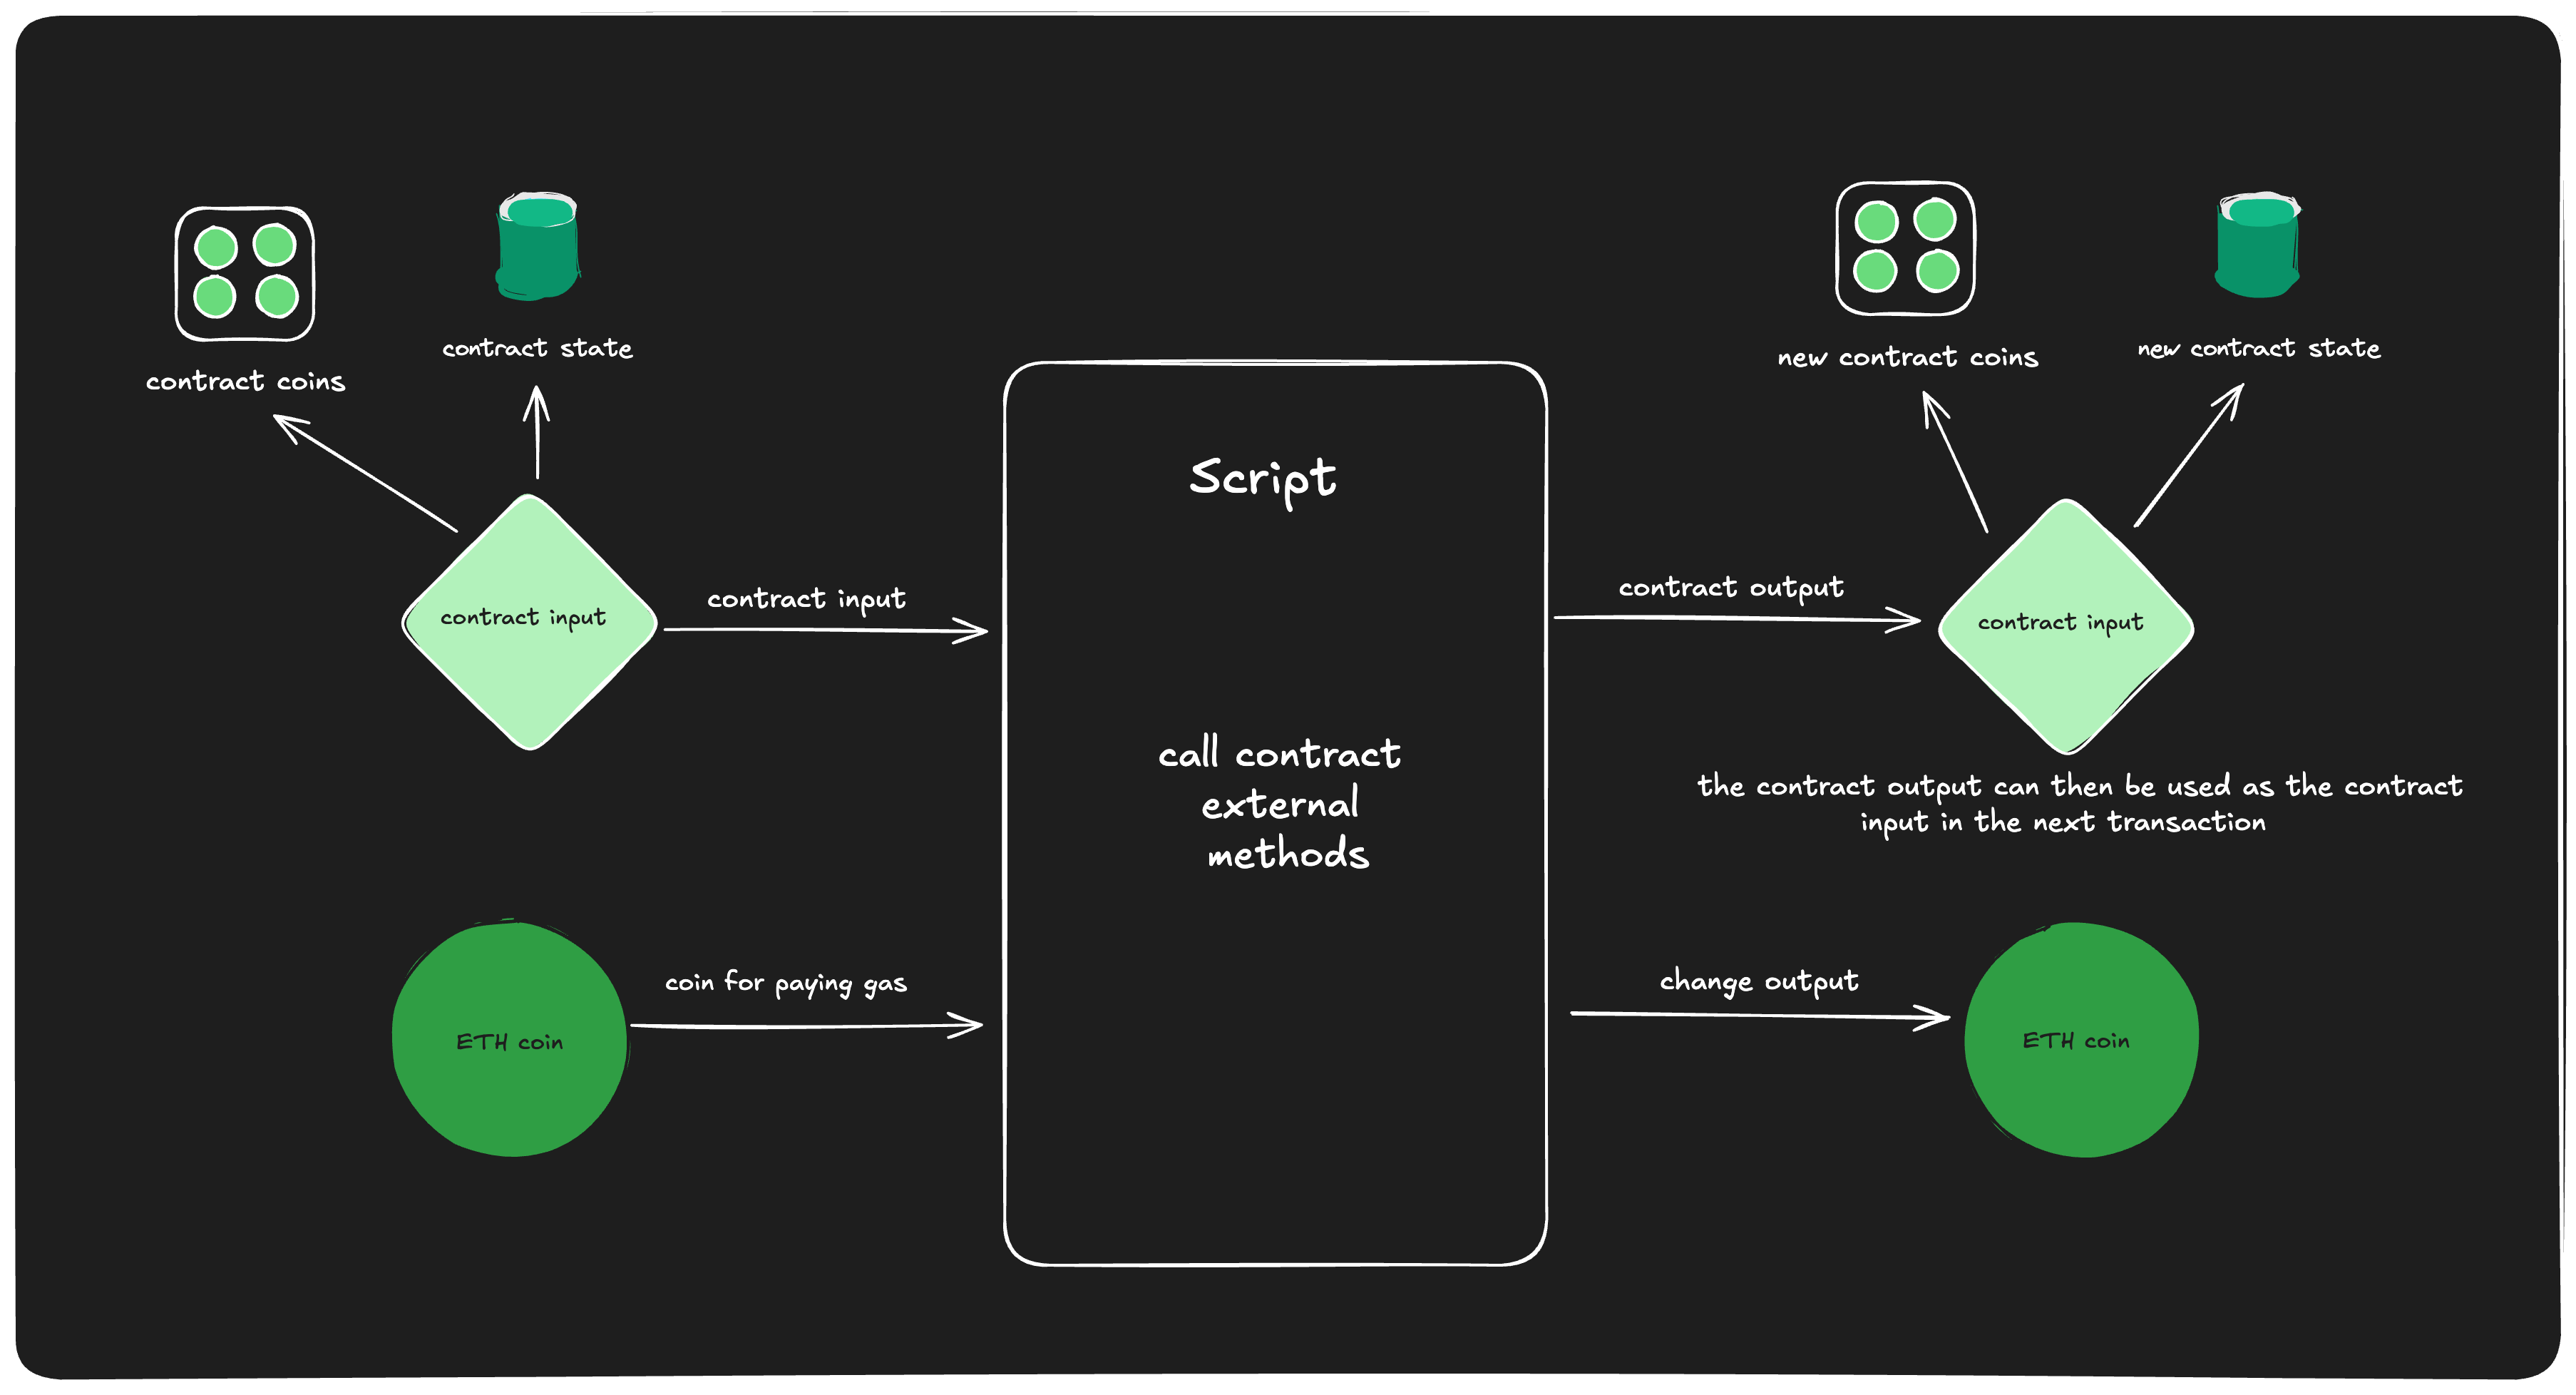 contract coins
contract state
new contract coins
new contract state
Script
contract input
contract input
call contract
external
methods
contract output
contract input
the contract output can then be used as the contract
input in the next transaction
ETH coin
coin for paying gas
change output
ETH coin